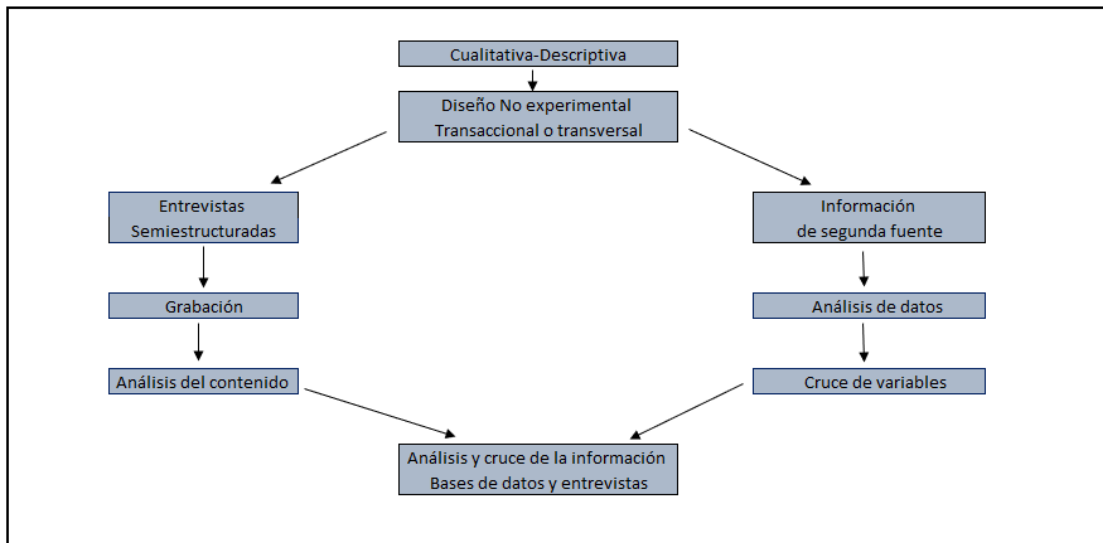 Cualitativa-Descriptiva
Diseño No experimental
Transaccional o transversal
Entrevistas
Semiestructuradas
Información
de segunda fuente
Grabación
Análisis de datos
Análisis del contenido
Cruce de variables
Análisis y cruce de la información
Bases de datos y entrevistas